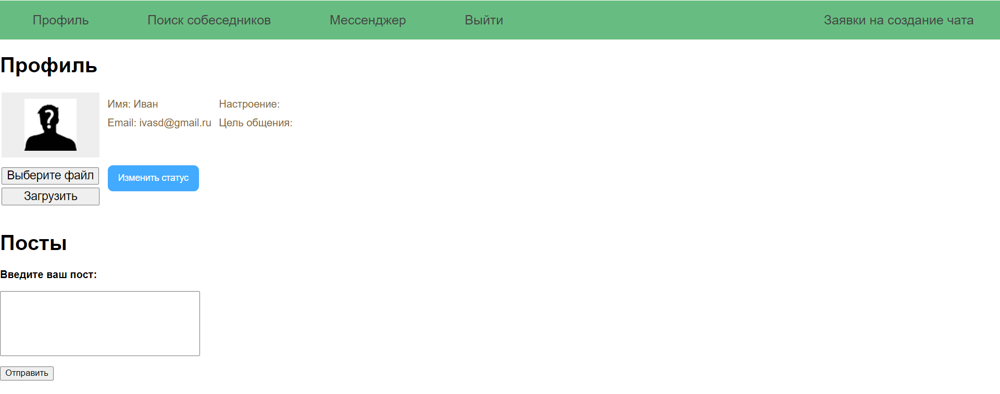 Профиль Поиск собеседников Мессенджер Выйти Заявки на создание чата
Профиль
Имя: Иван Настроение:
Email: ivasd@gmail.ru Цель общения:
?
Выберите файл
Изменить статус
Загрузить
Посты
Введите ваш пост:
Отправить